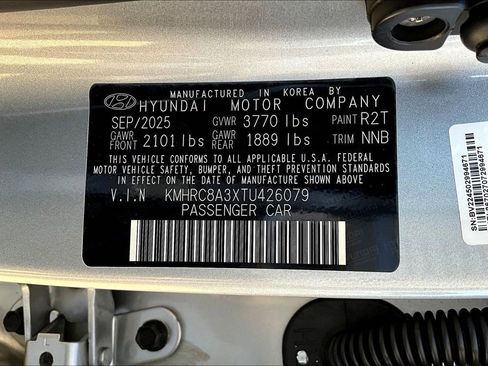 MANUFACTURED IN KOREA BY
HYUNDAI MOTOR COMPANY
SEP/2025 GVWR 3770 lbs PAINT R2T
GAWR FRONT 2101 lbs GAWR REAR 1889 lbs TRIM NNB
THIS VEHICLE CONFORMS TO ALL APPLICABLE U.S.A. FEDERAL
MOTOR VEHICLE SAFETY, BUMPER, AND THEFT PREVENTION
STANDARDS IN EFFECT ON THE DATE OF MANUFACTURE SHOWN ABOVE.
V.I.N KMHRC8A3XTU426079
PASSENGER CAR
SN:BV224502394671
L